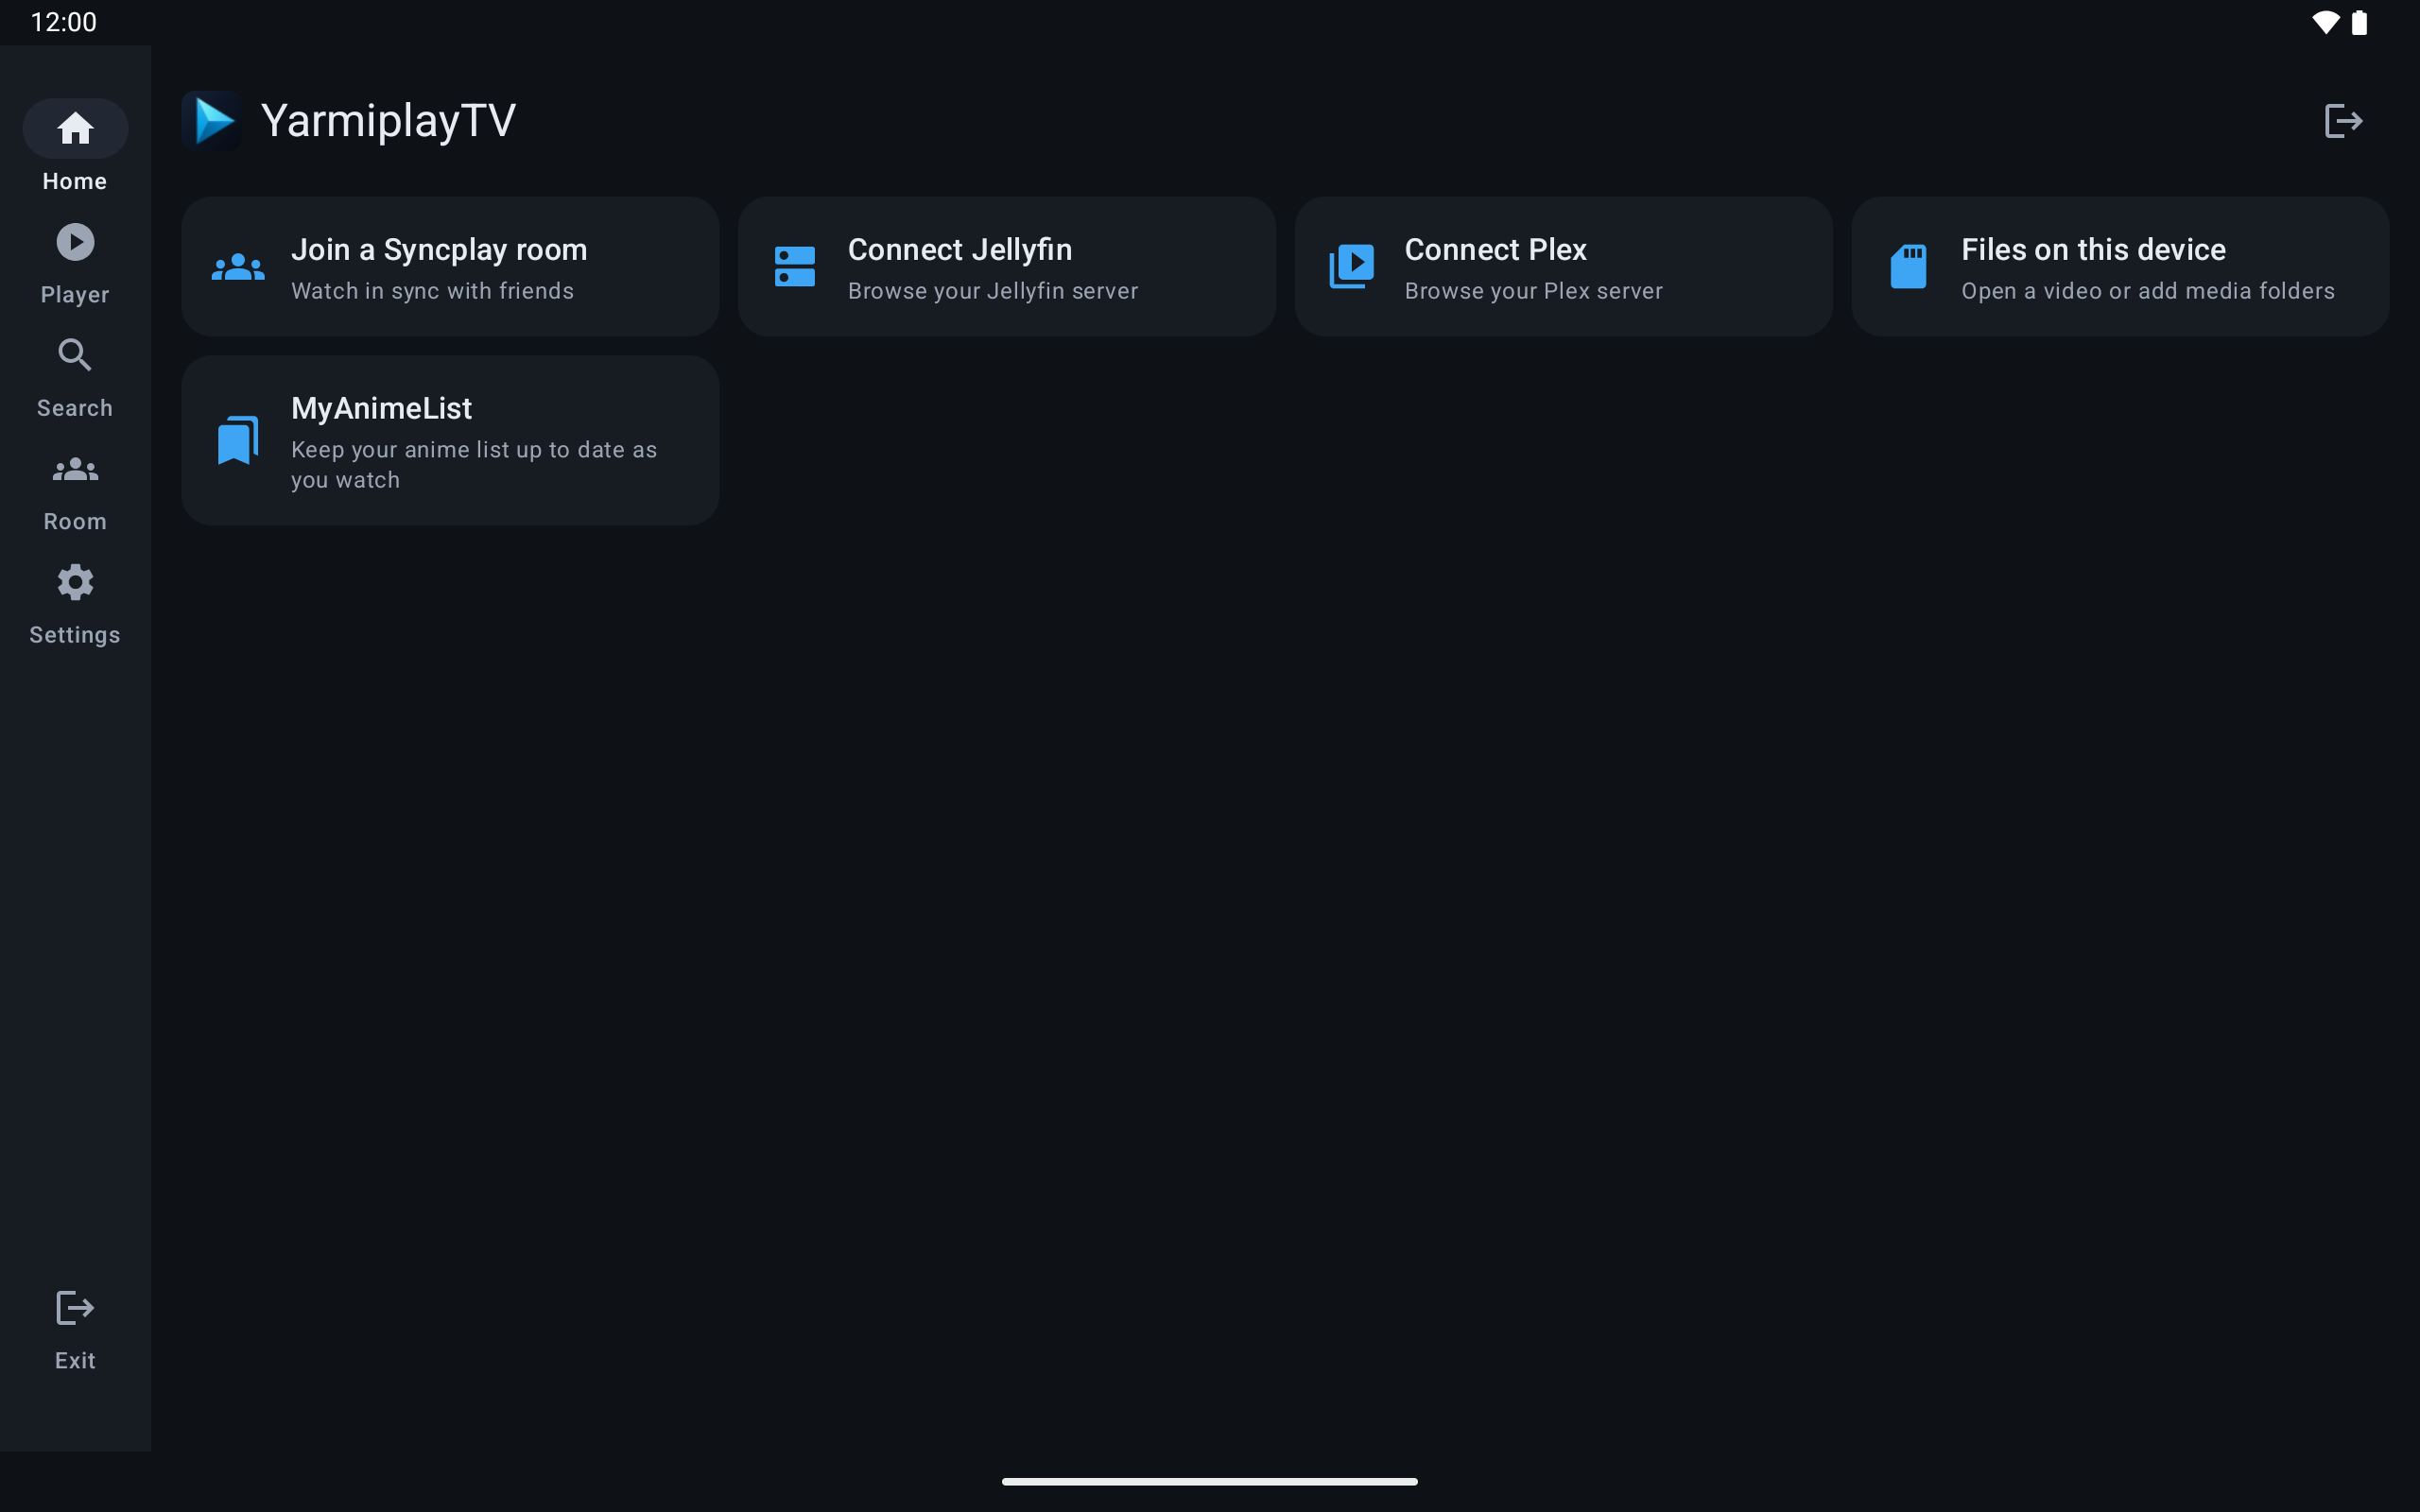 12:00
YarmiplayTV
Home
Player
Search
Room
Settings
Exit
Join a Syncplay room
Watch in sync with friends
Connect Jellyfin
Browse your Jellyfin server
Connect Plex
Browse your Plex server
Files on this device
Open a video or add media folders
MyAnimeList
Keep your anime list up to date as
you watch